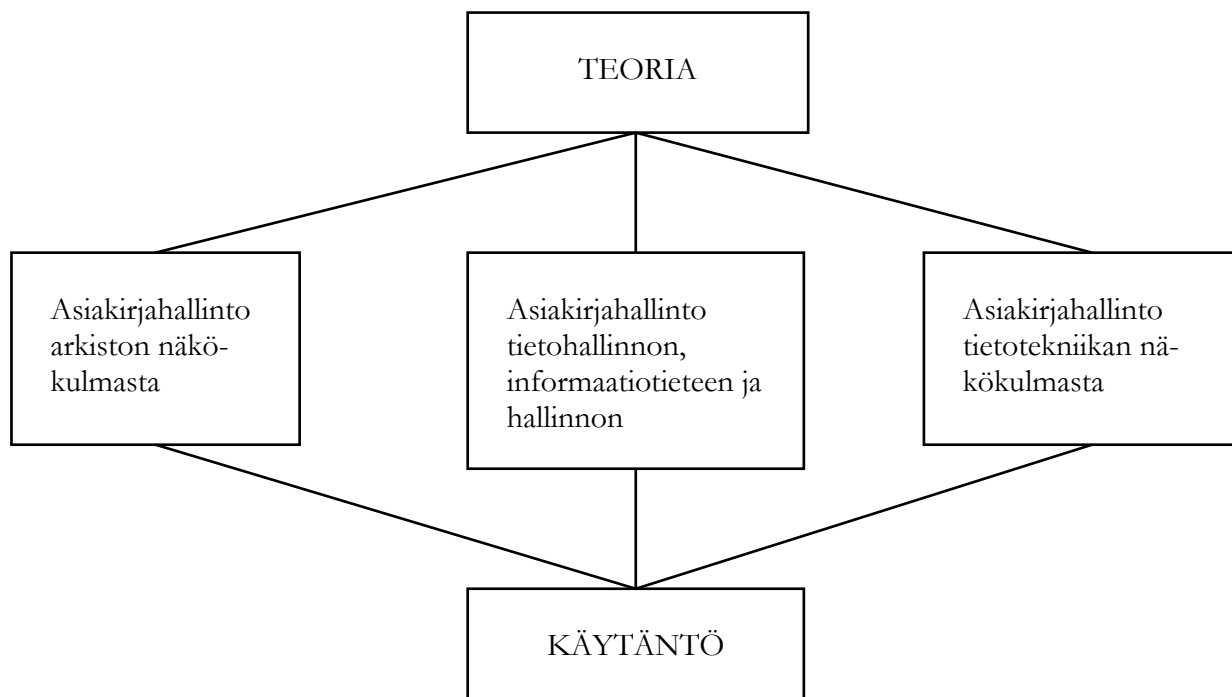 TEORIA
Asiakirjahallinto
arkiston näkö-
kulmasta
Asiakirjahallinto
tietohallinnon,
informaatiotieteen ja
hallinnon
Asiakirjahallinto
tietotekniikan nä-
kökulmasta
KÄYTÄNTÖ